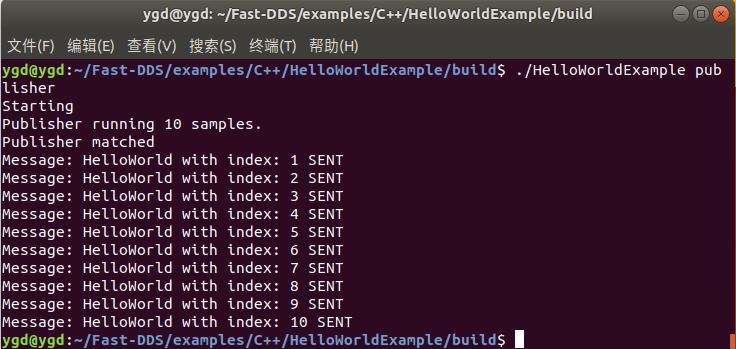 ygd@ygd: ~/Fast-DDS/examples/C++/HelloWorldExample/build
文件(F) 编辑(E) 查看(V) 搜索(S) 终端(T) 帮助(H)
ygd@ygd:~/Fast-DDS/examples/C++/HelloWorldExample/build$ ./HelloWorldExample pub
lisher
Starting
Publisher running 10 samples.
Publisher matched
Message: HelloWorld with index: 1 SENT
Message: HelloWorld with index: 2 SENT
Message: HelloWorld with index: 3 SENT
Message: HelloWorld with index: 4 SENT
Message: HelloWorld with index: 5 SENT
Message: HelloWorld with index: 6 SENT
Message: HelloWorld with index: 7 SENT
Message: HelloWorld with index: 8 SENT
Message: HelloWorld with index: 9 SENT
Message: HelloWorld with index: 10 SENT
ygd@ygd:~/Fast-DDS/examples/C++/HelloWorldExample/build$